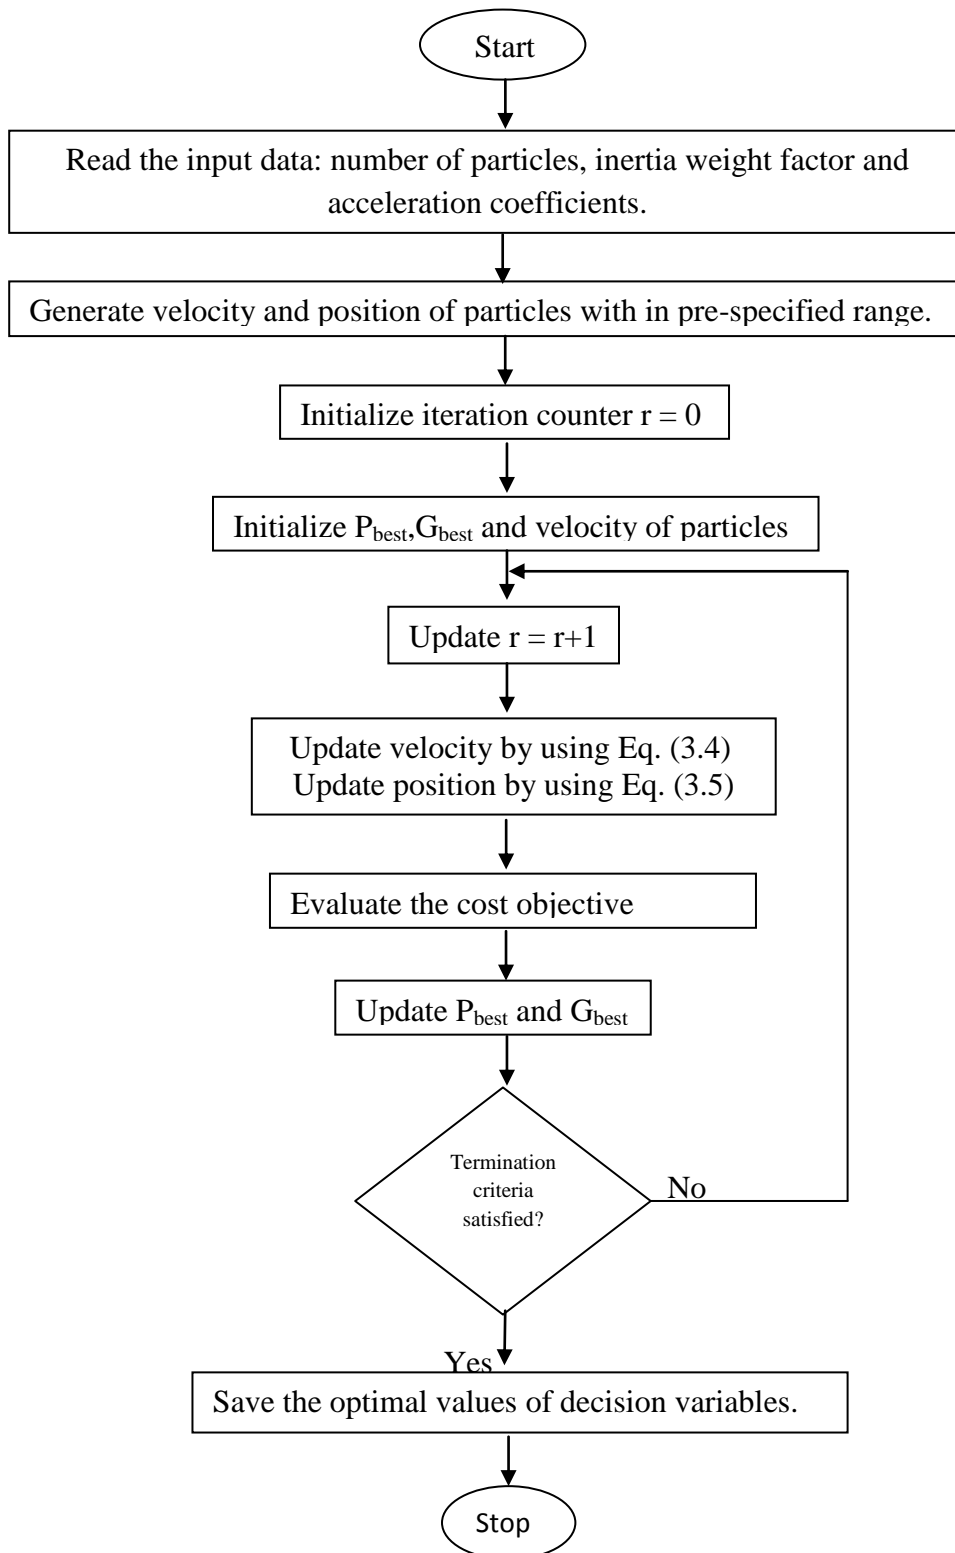 Start
Read the input data: number of particles, inertia weight factor and
acceleration coefficients.
Generate velocity and position of particles with in pre-specified range.
Initialize iteration counter r = 0
Initialize Pbest,Gbest and velocity of particles
Update r = r+1
Update velocity by using Eq. (3.4)
Update position by using Eq. (3.5)
Evaluate the cost objective
Update Pbest and Gbest
Termination
criteria
satisfied?
No
Yes
Save the optimal values of decision variables.
Stop